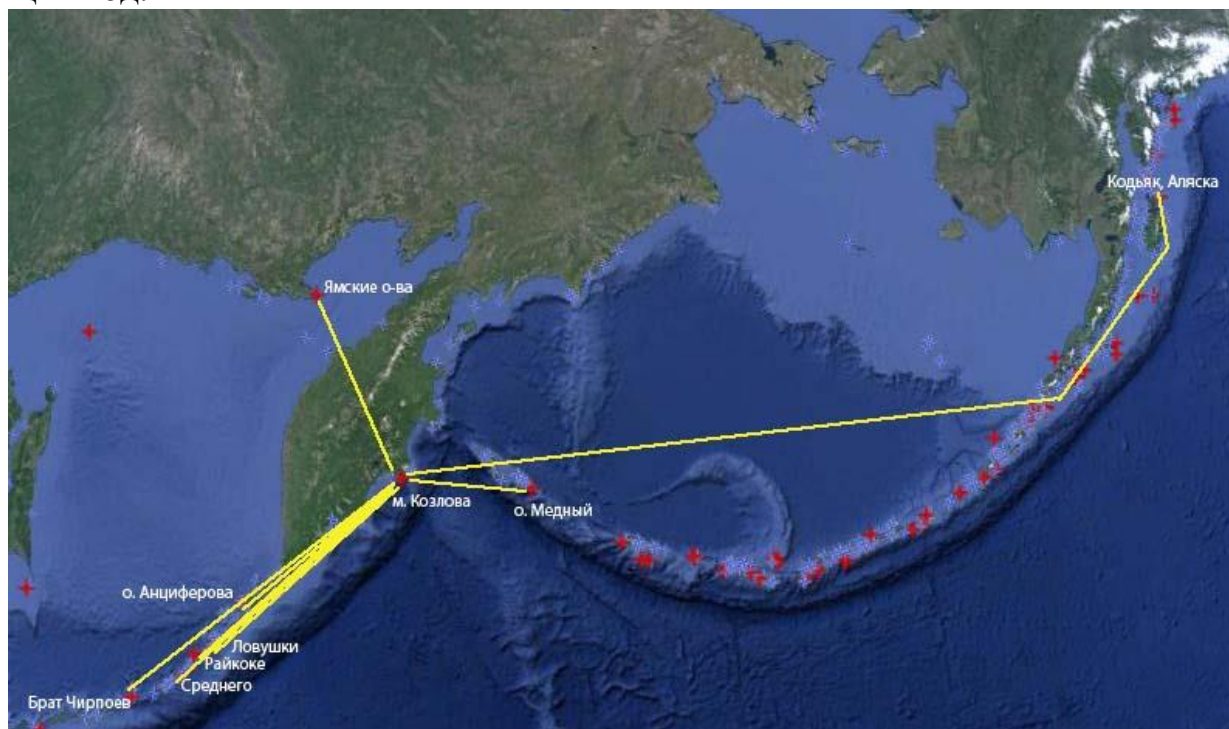 Кодьяк, Аляска
Ямские о-ва
м. Козлова
о. Медный
о. Анциферова
Ловушки
Райкоке
Среднего
Брат Чирпоев